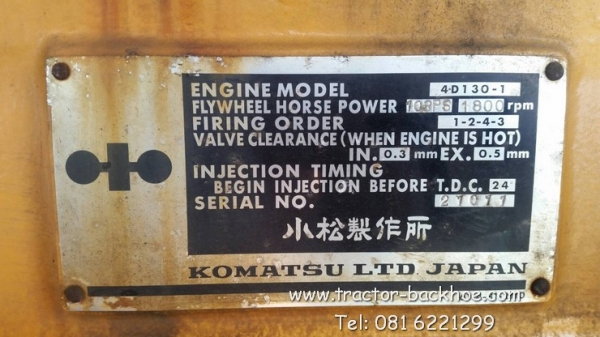 ENGINE MODEL 4D130-1
FLYWHEEL HORSE POWER 108PS 1800 rpm
FIRING ORDER 1-2-4-3
VALVE CLEARANCE (WHEN ENGINE IS HOT)
IN. 0.3 mm EX. 0.5 mm
INJECTION TIMING
BEGIN INJECTION BEFORE T.D.C. 24°
SERIAL NO.
小松製作所
KOMATSU LTD JAPAN
www.tractor-backhoe.com
Tel: 081 6221299